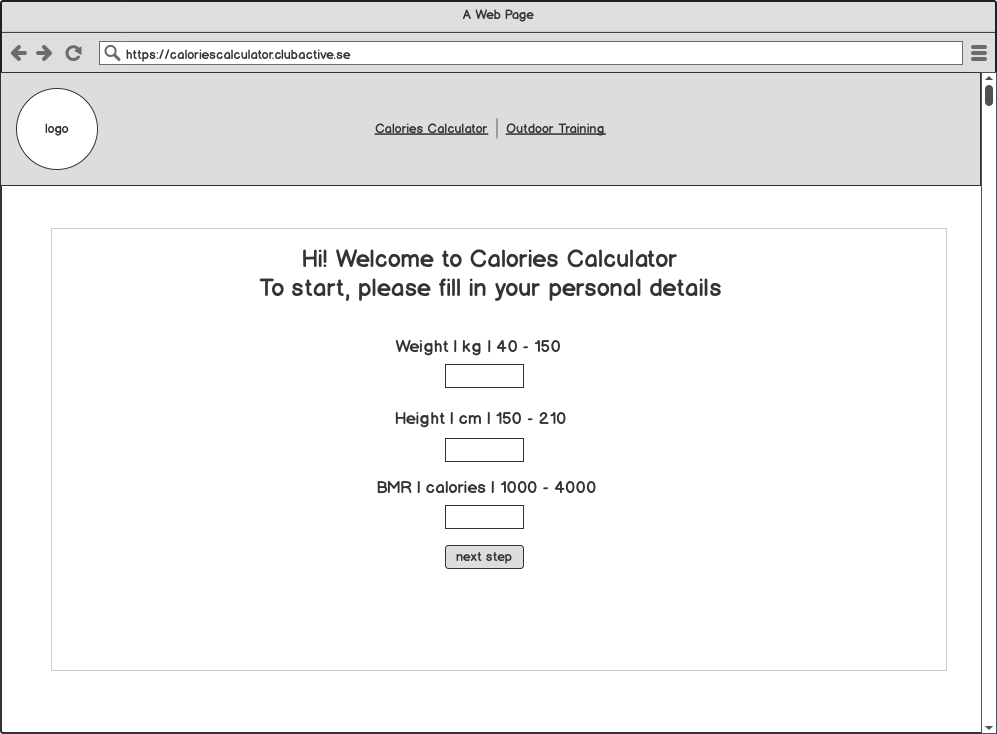 A Web Page
https://caloriescalculator.clubactive.se
logo
Calories Calculator | Outdoor Training
Hi! Welcome to Calories Calculator
To start, please fill in your personal details
Weight | kg | 40 - 150
Height | cm | 150 - 210
BMR | calories | 1000 - 4000
next step